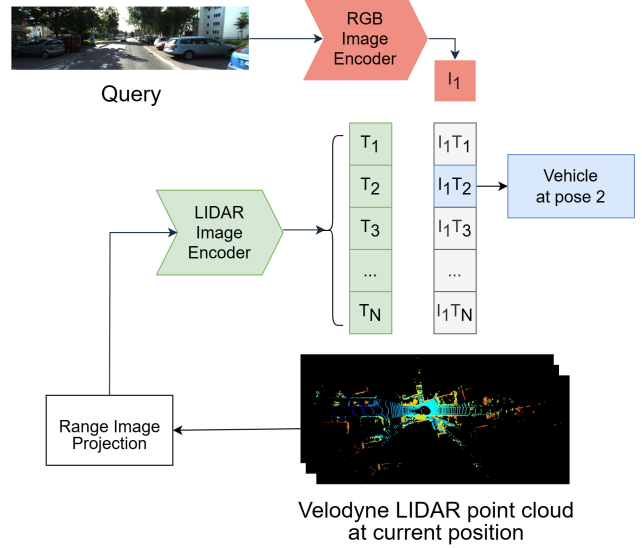 RGB
Image
Encoder
Query
I1
T1
T2
T3
...
TN
I1T1
I1T2
I1T3
...
I1TN
Vehicle
at pose 2
LIDAR
Image
Encoder
Range Image
Projection
Velodyne LIDAR point cloud
at current position